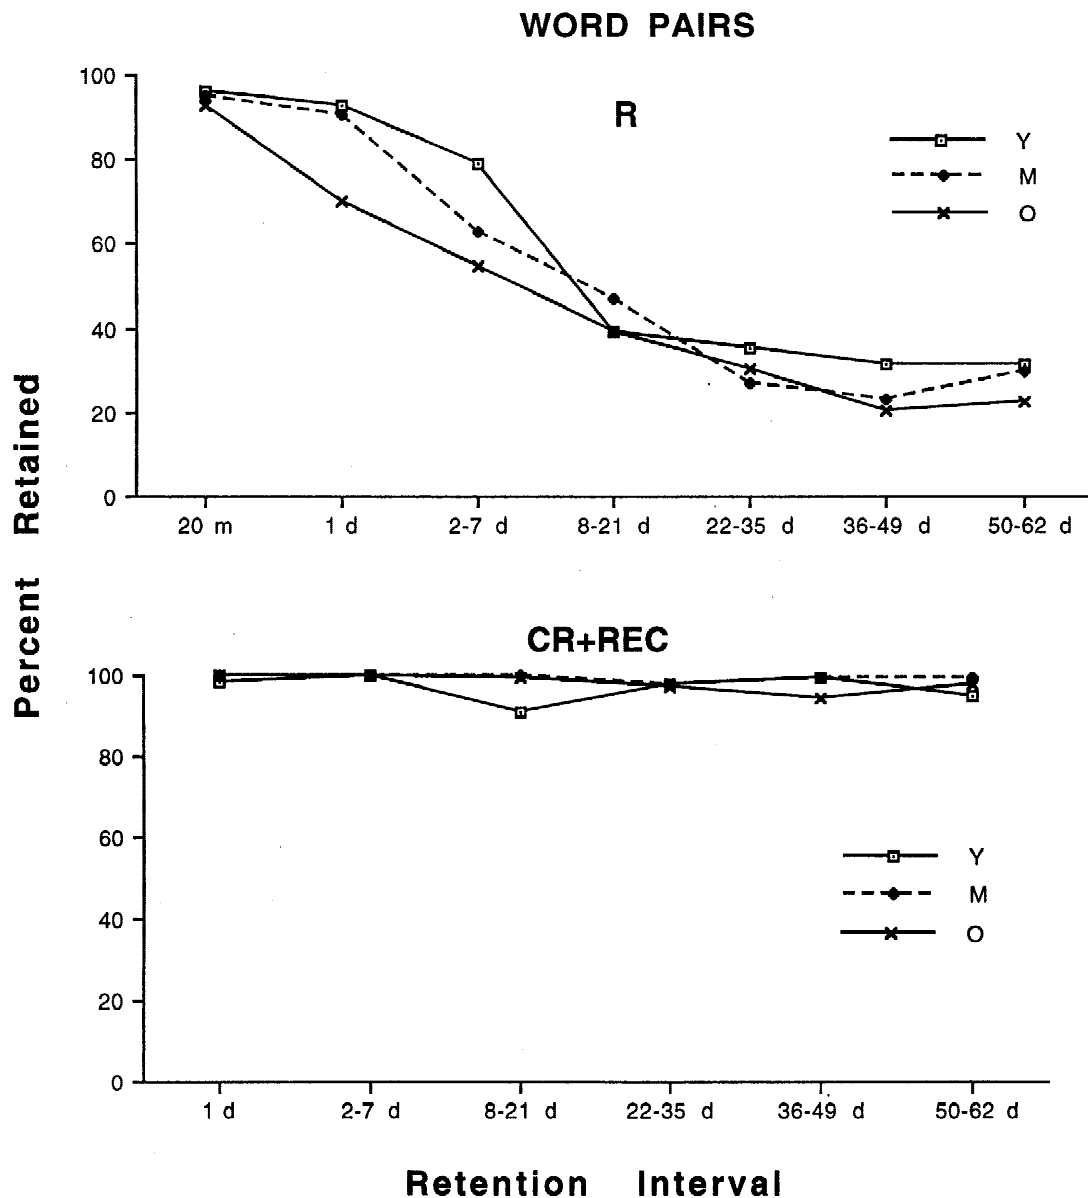 WORD PAIRS
R
100
80
60
40
20
0
Y
M
O
20 m 1 d 2-7 d 8-21 d 22-35 d 36-49 d 50-62 d
Percent Retained
CR+REC
100
80
60
40
20
0
Y
M
O
1 d 2-7 d 8-21 d 22-35 d 36-49 d 50-62 d
Retention Interval